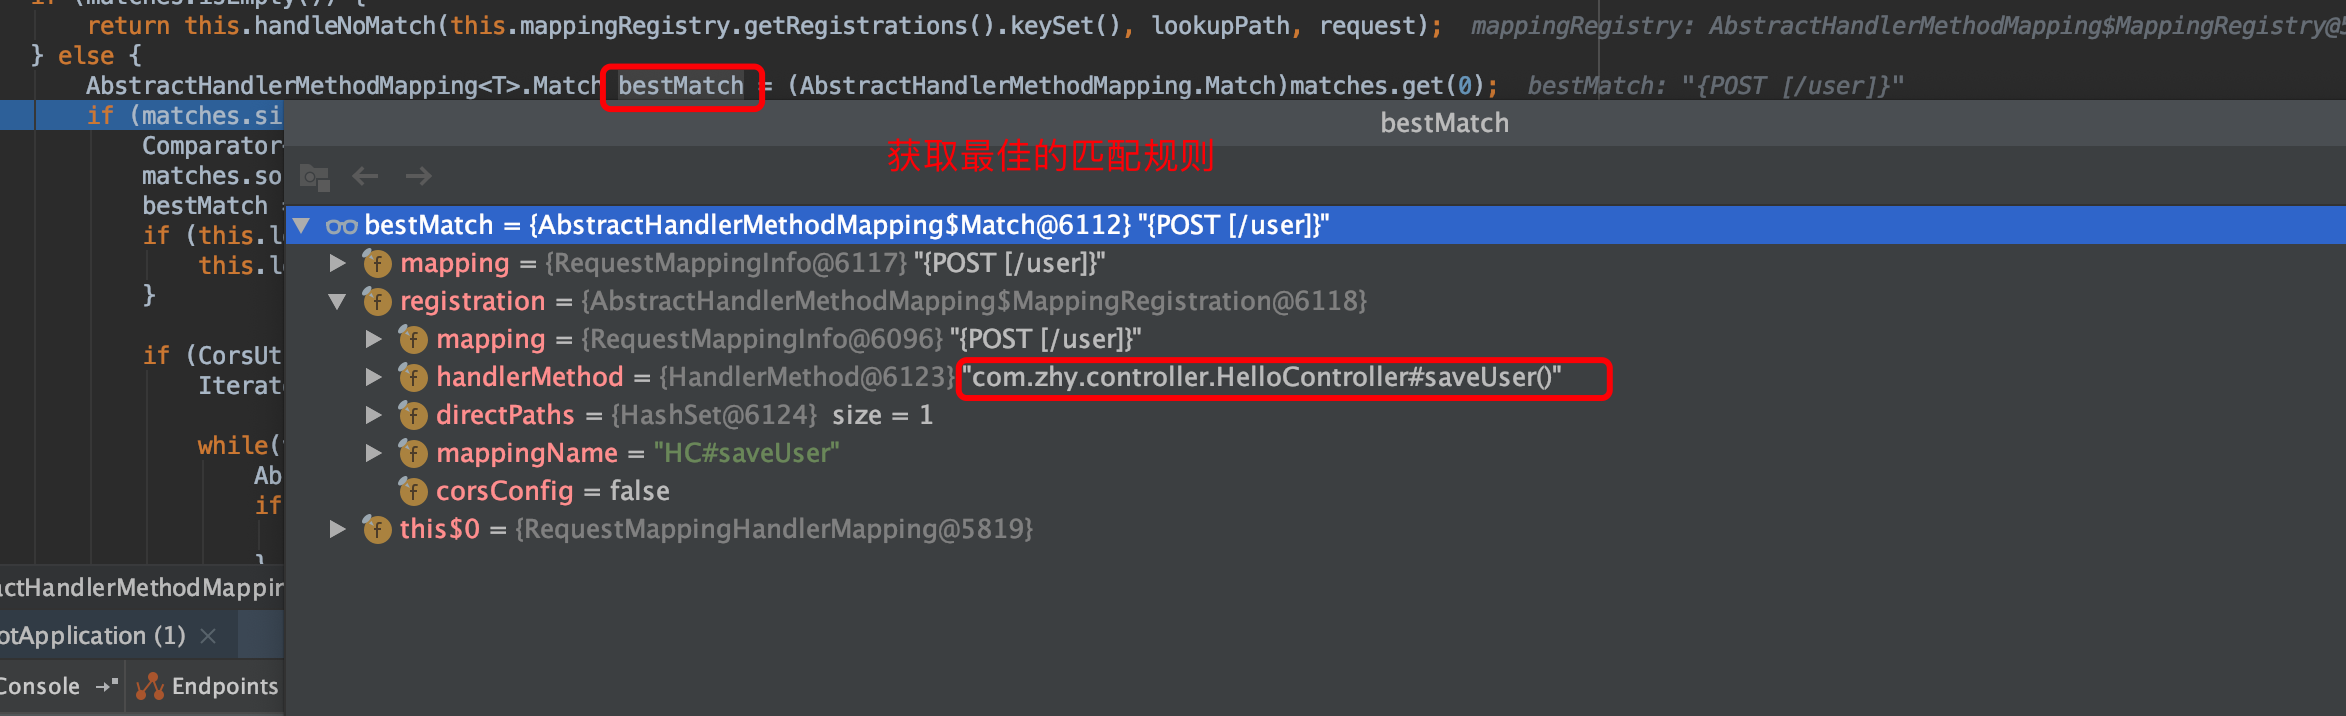 if (matches.isEmpty()) {
return this.handleNoMatch(this.mappingRegistry.getRegistrations().keySet(), lookupPath, request); mappingRegistry: AbstractHandlerMethodMapping$MappingRegistry@5
} else {
AbstractHandlerMethodMapping<T>.Match bestMatch = (AbstractHandlerMethodMapping.Match)matches.get(0); bestMatch: "{POST [/user]}"
if (matches.si
bestMatch
Comparator
获取最佳的匹配规则
matches.so
bestMatch =
bestMatch = {AbstractHandlerMethodMapping$Match@6112} "{POST [/user]}"
if (this.l
mapping = {RequestMappingInfo@6117} "{POST [/user]}"
this.l
}
registration = {AbstractHandlerMethodMapping$MappingRegistration@6118}
mapping = {RequestMappingInfo@6096} "{POST [/user]}"
if (CorsUt
handlerMethod = {HandlerMethod@6123} "com.zhy.controller.HelloController#saveUser()"
Iterat
directPaths = {HashSet@6124} size = 1
while(
mappingName = "HC#saveUser"
Ab
corsConfig = false
if
this$0 = {RequestMappingHandlerMapping@5819}
}
actHandlerMethodMappin
otApplication (1)
Console
Endpoints